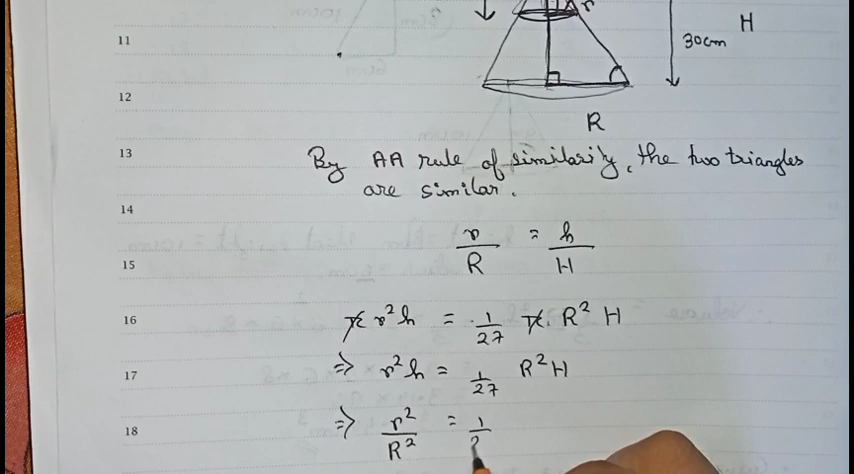 r
H
30cm
11
12
R
13 By AA rule of similarity, the two triangles
are similar.
14
r/R = h/H
15
16 π r²h = 1/27 π. R² H
17 ⇒ r²h = 1/27 R²H
18 ⇒ r²/R² = 1/2